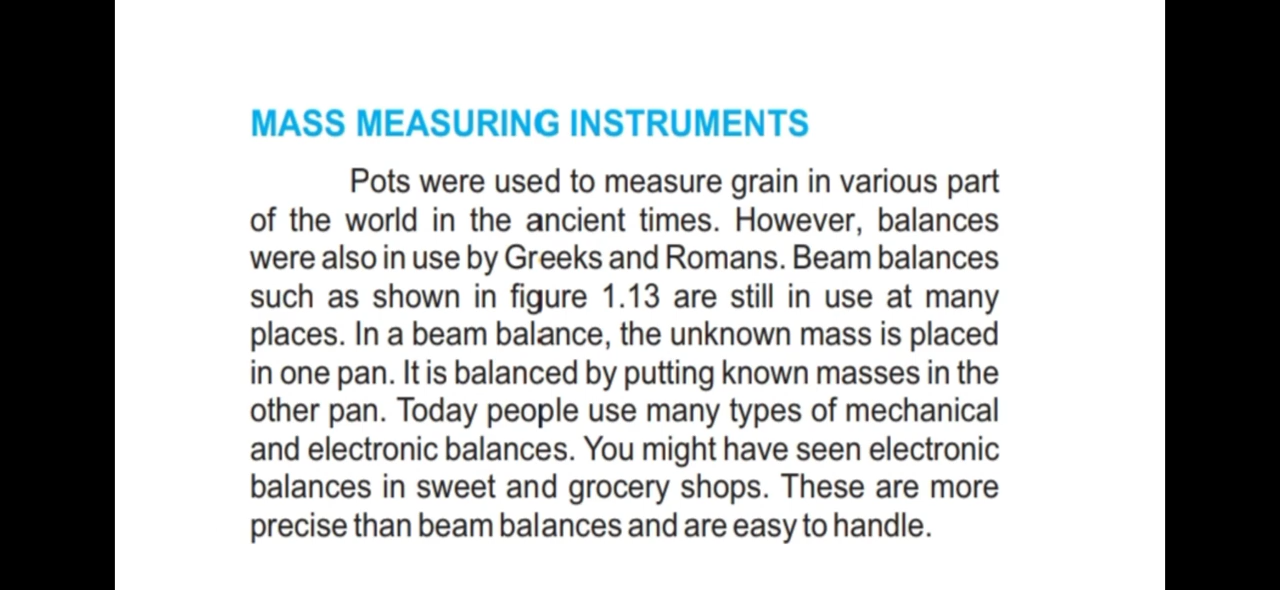 MASS MEASURING INSTRUMENTS
Pots were used to measure grain in various part
of the world in the ancient times. However, balances
were also in use by Greeks and Romans. Beam balances
such as shown in figure 1.13 are still in use at many
places. In a beam balance, the unknown mass is placed
in one pan. It is balanced by putting known masses in the
other pan. Today people use many types of mechanical
and electronic balances. You might have seen electronic
balances in sweet and grocery shops. These are more
precise than beam balances and are easy to handle.